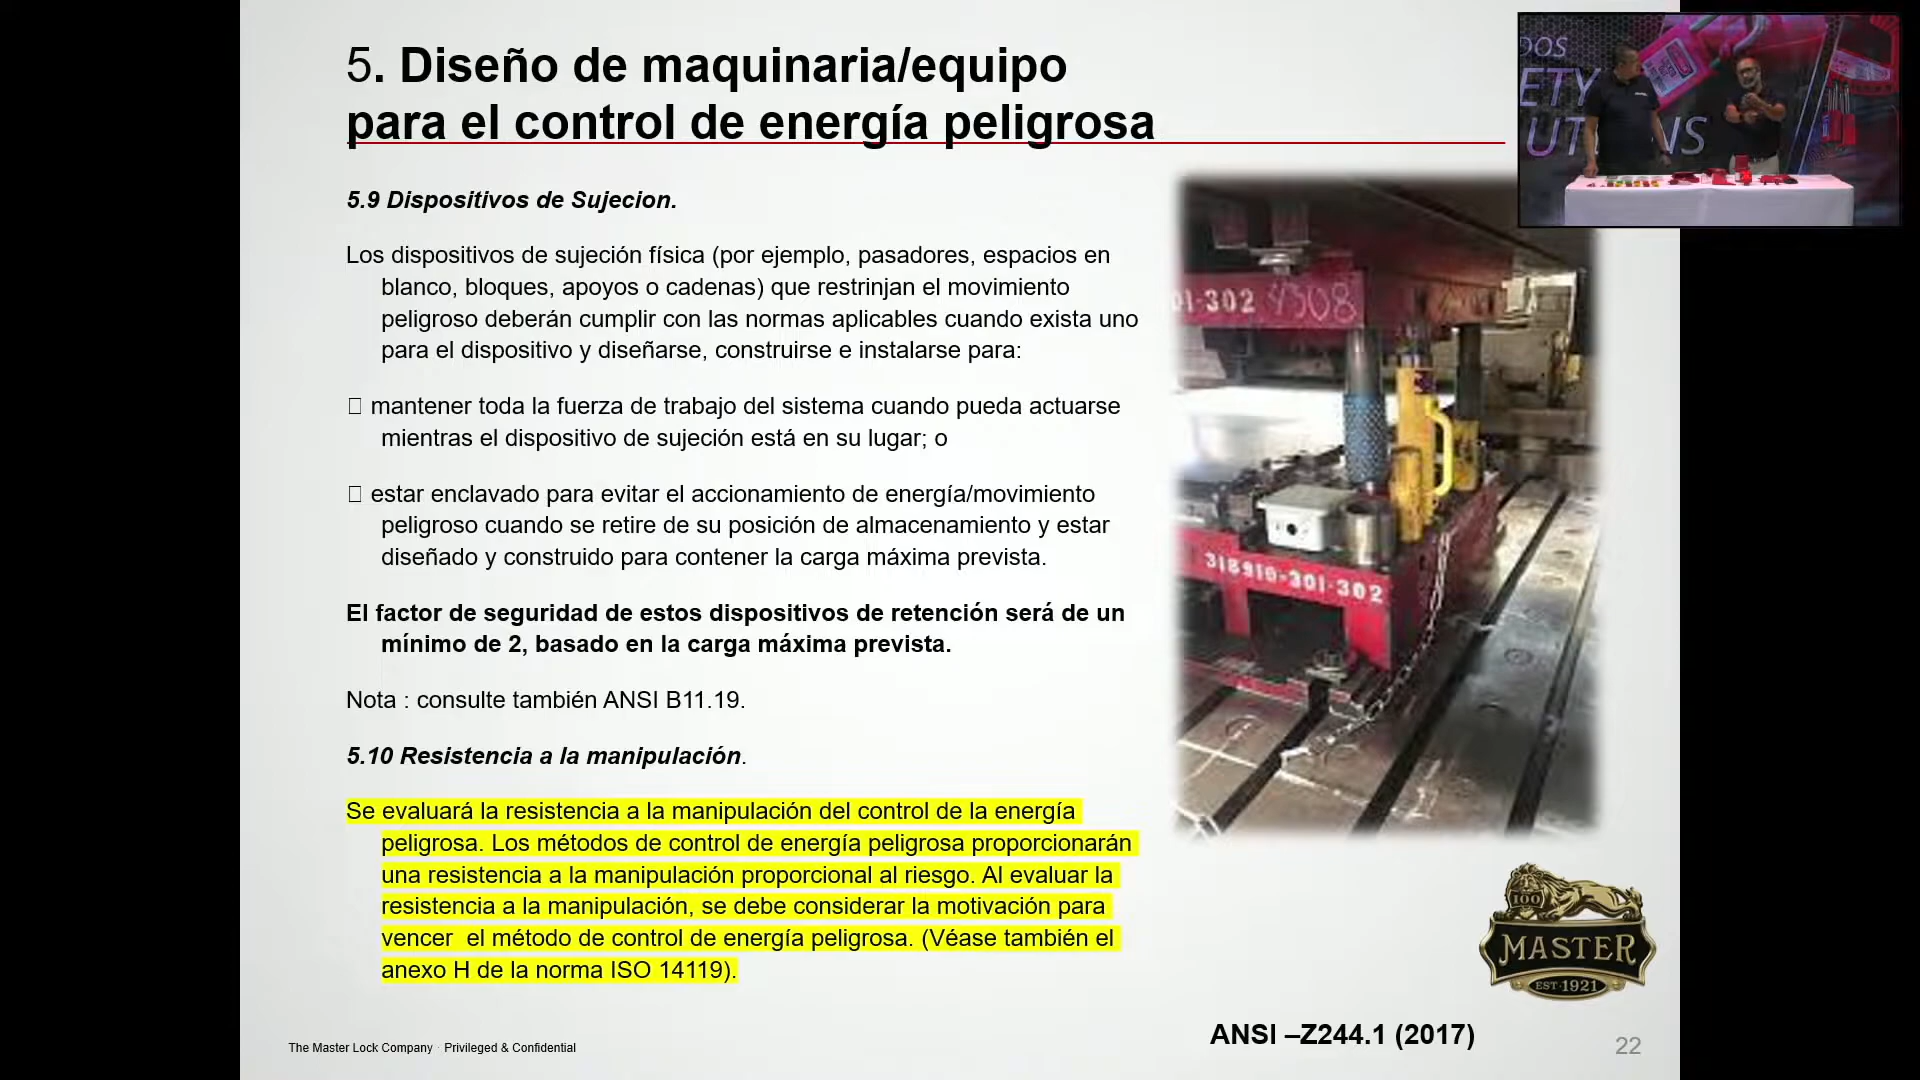 5. Diseño de maquinaria/equipo
para el control de energía peligrosa
5.9 Dispositivos de Sujecion.
Los dispositivos de sujeción física (por ejemplo, pasadores, espacios en
blanco, bloques, apoyos o cadenas) que restrinjan el movimiento
peligroso deberán cumplir con las normas aplicables cuando exista uno
para el dispositivo y diseñarse, construirse e instalarse para:
mantener toda la fuerza de trabajo del sistema cuando pueda actuarse
mientras el dispositivo de sujeción está en su lugar; o
estar enclavado para evitar el accionamiento de energía/movimiento
peligroso cuando se retire de su posición de almacenamiento y estar
diseñado y construido para contener la carga máxima prevista.
El factor de seguridad de estos dispositivos de retención será de un
mínimo de 2, basado en la carga máxima prevista.
Nota : consulte también ANSI B11.19.
5.10 Resistencia a la manipulación.
Se evaluará la resistencia a la manipulación del control de la energía
peligrosa. Los métodos de control de energía peligrosa proporcionarán
una resistencia a la manipulación proporcional al riesgo. Al evaluar la
resistencia a la manipulación, se debe considerar la motivación para
vencer  el método de control de energía peligrosa. (Véase también el
anexo H de la norma ISO 14119).
DOS
ETY
UT NS
01-302 4308
318910-301-302
100
MASTER
EST·1921
ANSI –Z244.1 (2017)
The Master Lock Company · Privileged & Confidential
22